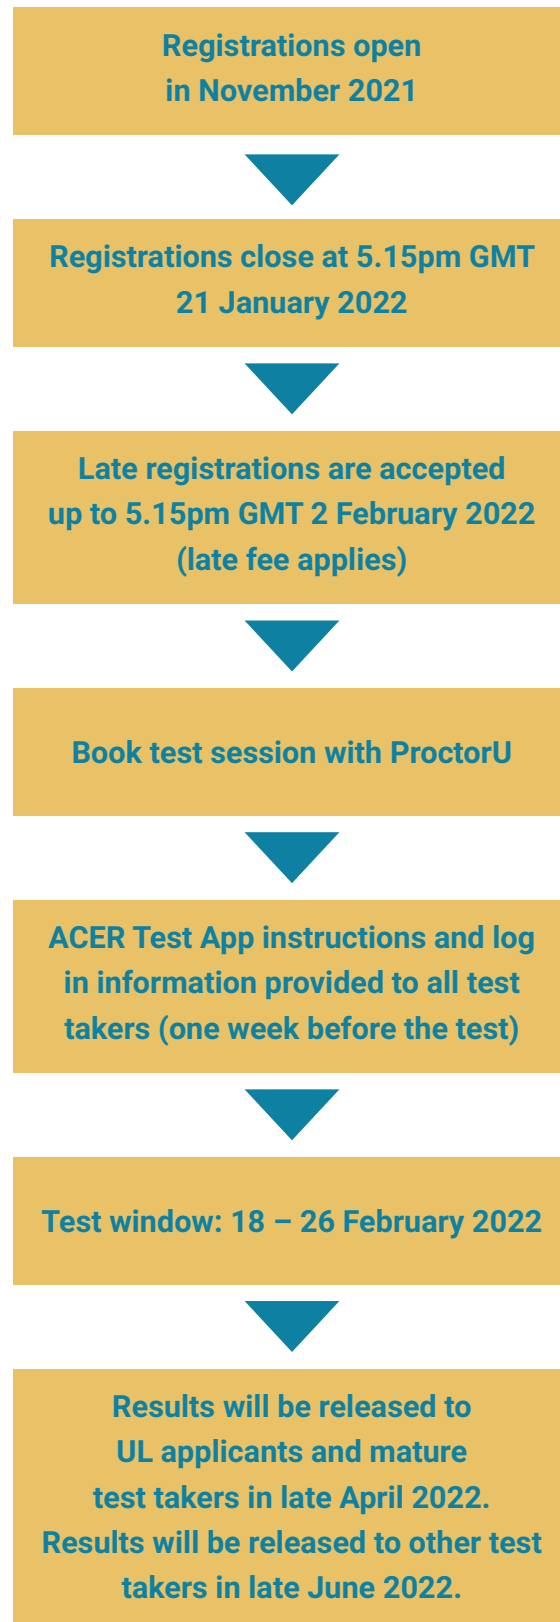 Registrations open
in November 2021
Registrations close at 5.15pm GMT
21 January 2022
Late registrations are accepted
up to 5.15pm GMT 2 February 2022
(late fee applies)
Book test session with ProctorU
ACER Test App instructions and log
in information provided to all test
takers (one week before the test)
Test window: 18 – 26 February 2022
Results will be released to
UL applicants and mature
test takers in late April 2022.
Results will be released to other test
takers in late June 2022.